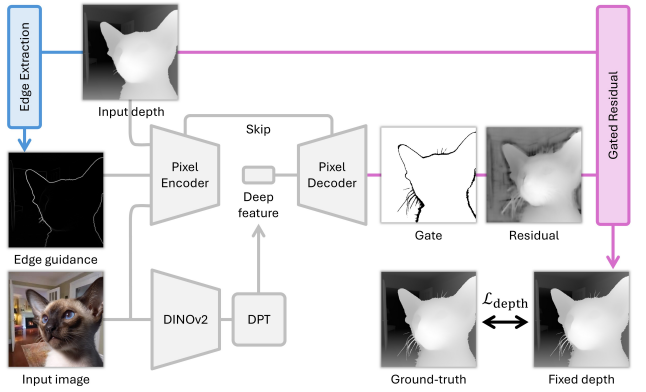 Edge Extraction
Input depth
Gated Residual
Skip
Pixel
Encoder
Deep
feature
Pixel
Decoder
Edge guidance
Gate
Residual
DINOv2
DPT
ℒdepth
Input image
Ground-truth
Fixed depth